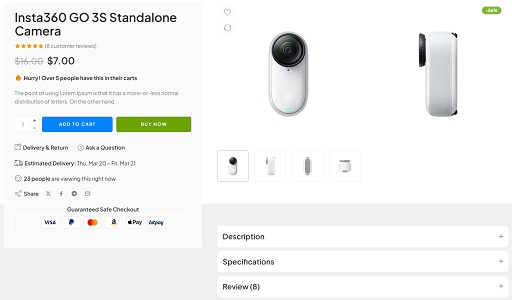 Insta360 GO 3S Standalone
Camera
(8 customer reviews)
$16.00 $7.00
Hurry! Over 5 people have this in their carts
The point of using Lorem Ipsum is that it has a more-or-less normal
distribution of letters. On the other hand.
1 + -
ADD TO CART
BUY NOW
Delivery & Return
Ask a Question
Estimated Delivery: Thu, Mar 20 – Fri, Mar 21
23 people are viewing this right now
Share
Guaranteed Safe Checkout
VISA
Pay
bitpay
-56%
Description +
Specifications +
Review (8) +